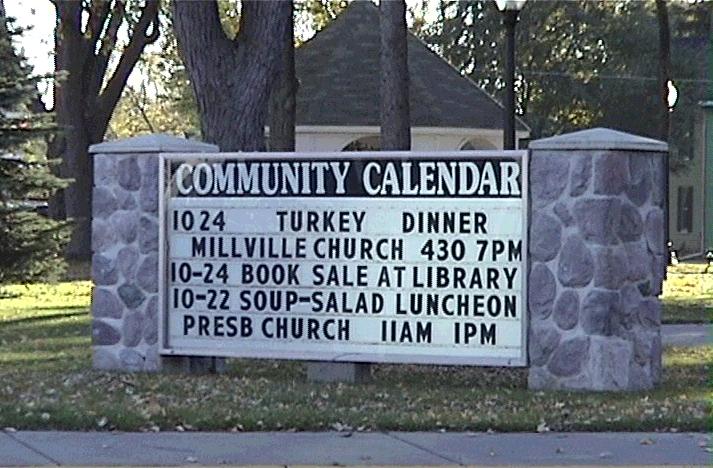 COMMUNITY CALENDAR
1024 TURKEY DINNER
MILLVILLE CHURCH 430 7PM
10-24 BOOK SALE AT LIBRARY
10-22 SOUP-SALAD LUNCHEON
PRESB CHURCH 11AM 1PM